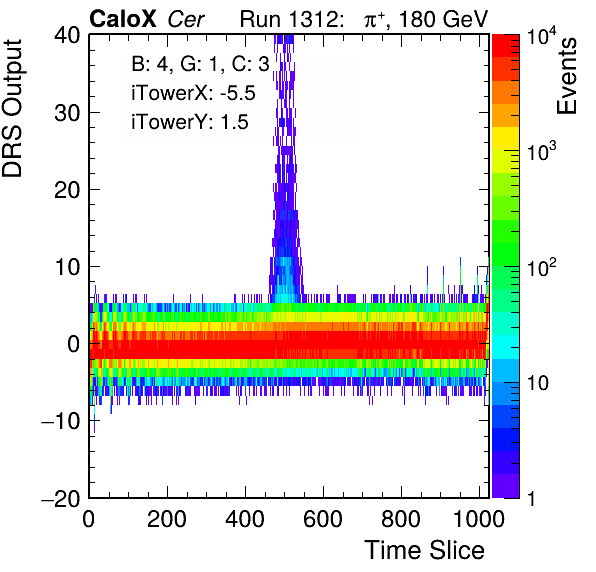 CaloX Cer Run 1312: π⁺, 180 GeV
DRS Output
B: 4, G: 1, C: 3
iTowerX: -5.5
iTowerY: 1.5
40
30
20
10
0
−10
−20
0 200 400 600 800 1000
Time Slice
Events
10⁴
10³
10²
10
1